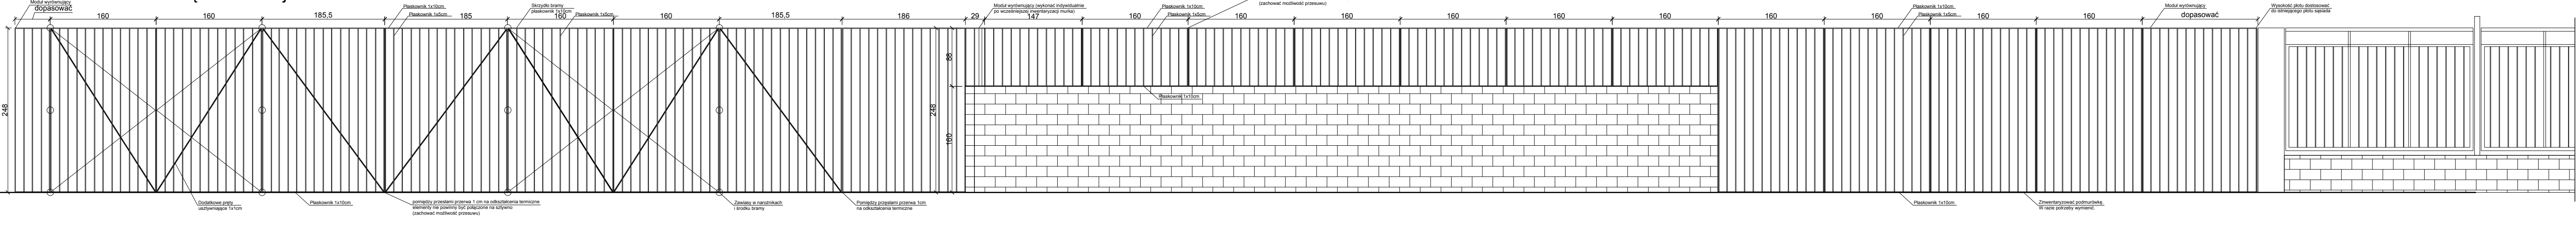 Moduł wyrównujący
dopasować
160
160
185,5
Płaskownik 1x10cm
Płaskownik 1x5cm
185
Skrzydło bramy
płaskownik 1x10cm
160
Płaskownik 1x5cm
160
185,5
186
29
Moduł wyrównujący (wykonać indywidualnie
po wcześniejszej inwentaryzacji murka)
147
160
Płaskownik 1x10cm
Płaskownik 1x5cm
(zachować możliwość przesuwu)
160
160
160
160
160
160
Płaskownik 1x10cm
Płaskownik 1x5cm
160
160
Moduł wyrównujący
dopasować
Wysokość płotu dostosować
do istniejącego płotu sąsiada
248
248
88
160
Płaskownik 1x10cm
Dodatkowe pręty
usztywniające 1x1cm
Płaskownik 1x10cm
pomiędzy przęsłami przerwa 1 cm na odkształcenia termiczne
elementy nie powinny być połączone na sztywno
(zachować możliwość przesuwu)
Zawiasy w narożnikach
i środku bramy
Pomiędzy przęsłami przerwa 1cm
na odkształcenia termiczne
Płaskownik 1x10cm
Zinwentaryzować podmurówkę,
W razie potrzeby wymienić.